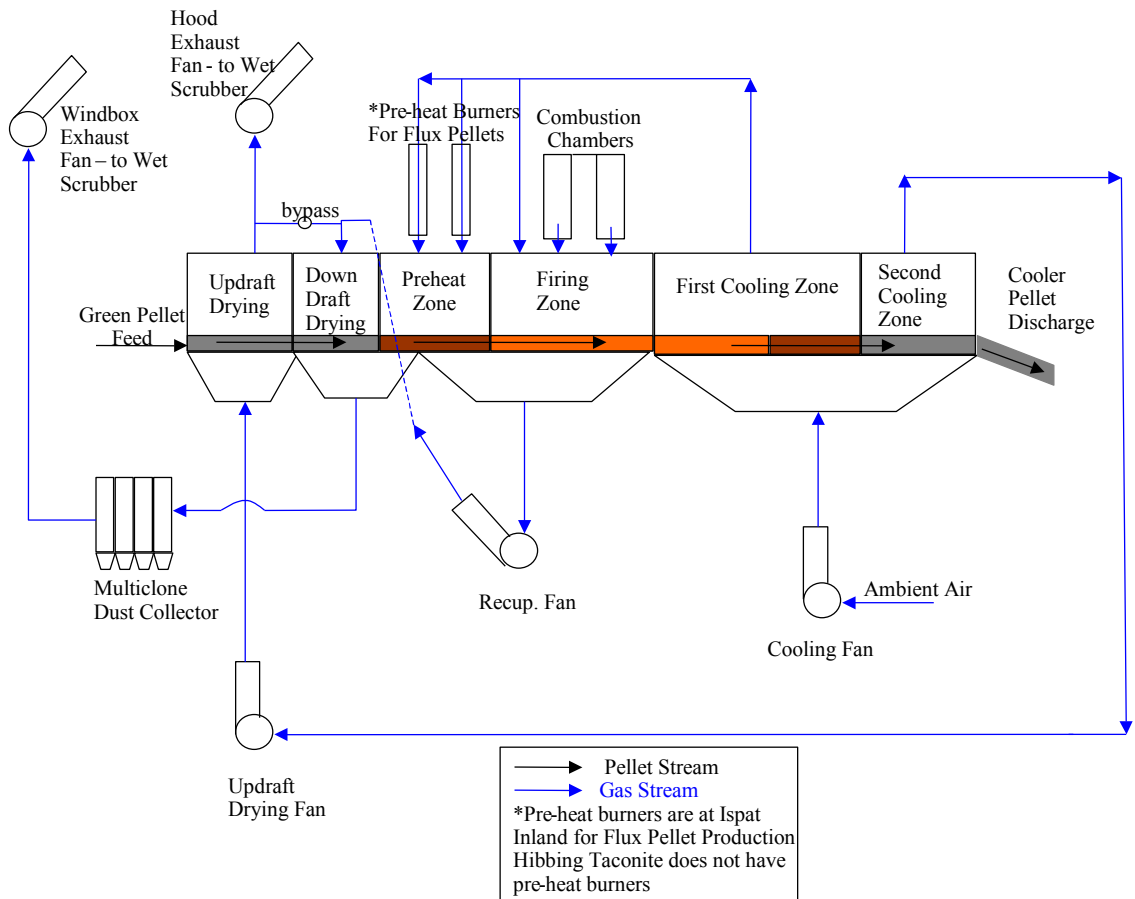 Hood
Exhaust
Fan - to Wet
Scrubber
Windbox
Exhaust
Fan – to Wet
Scrubber
*Pre-heat Burners
For Flux Pellets
Combustion
Chambers
bypass
Updraft
Drying
Down
Draft
Drying
Preheat
Zone
Firing
Zone
First Cooling Zone
Second
Cooling
Zone
Cooler
Pellet
Discharge
Green Pellet
Feed
Multiclone
Dust Collector
Recup. Fan
Ambient Air
Cooling Fan
Updraft
Drying Fan
Pellet Stream
Gas Stream
*Pre-heat burners are at Ispat
Inland for Flux Pellet Production
Hibbing Taconite does not have
pre-heat burners